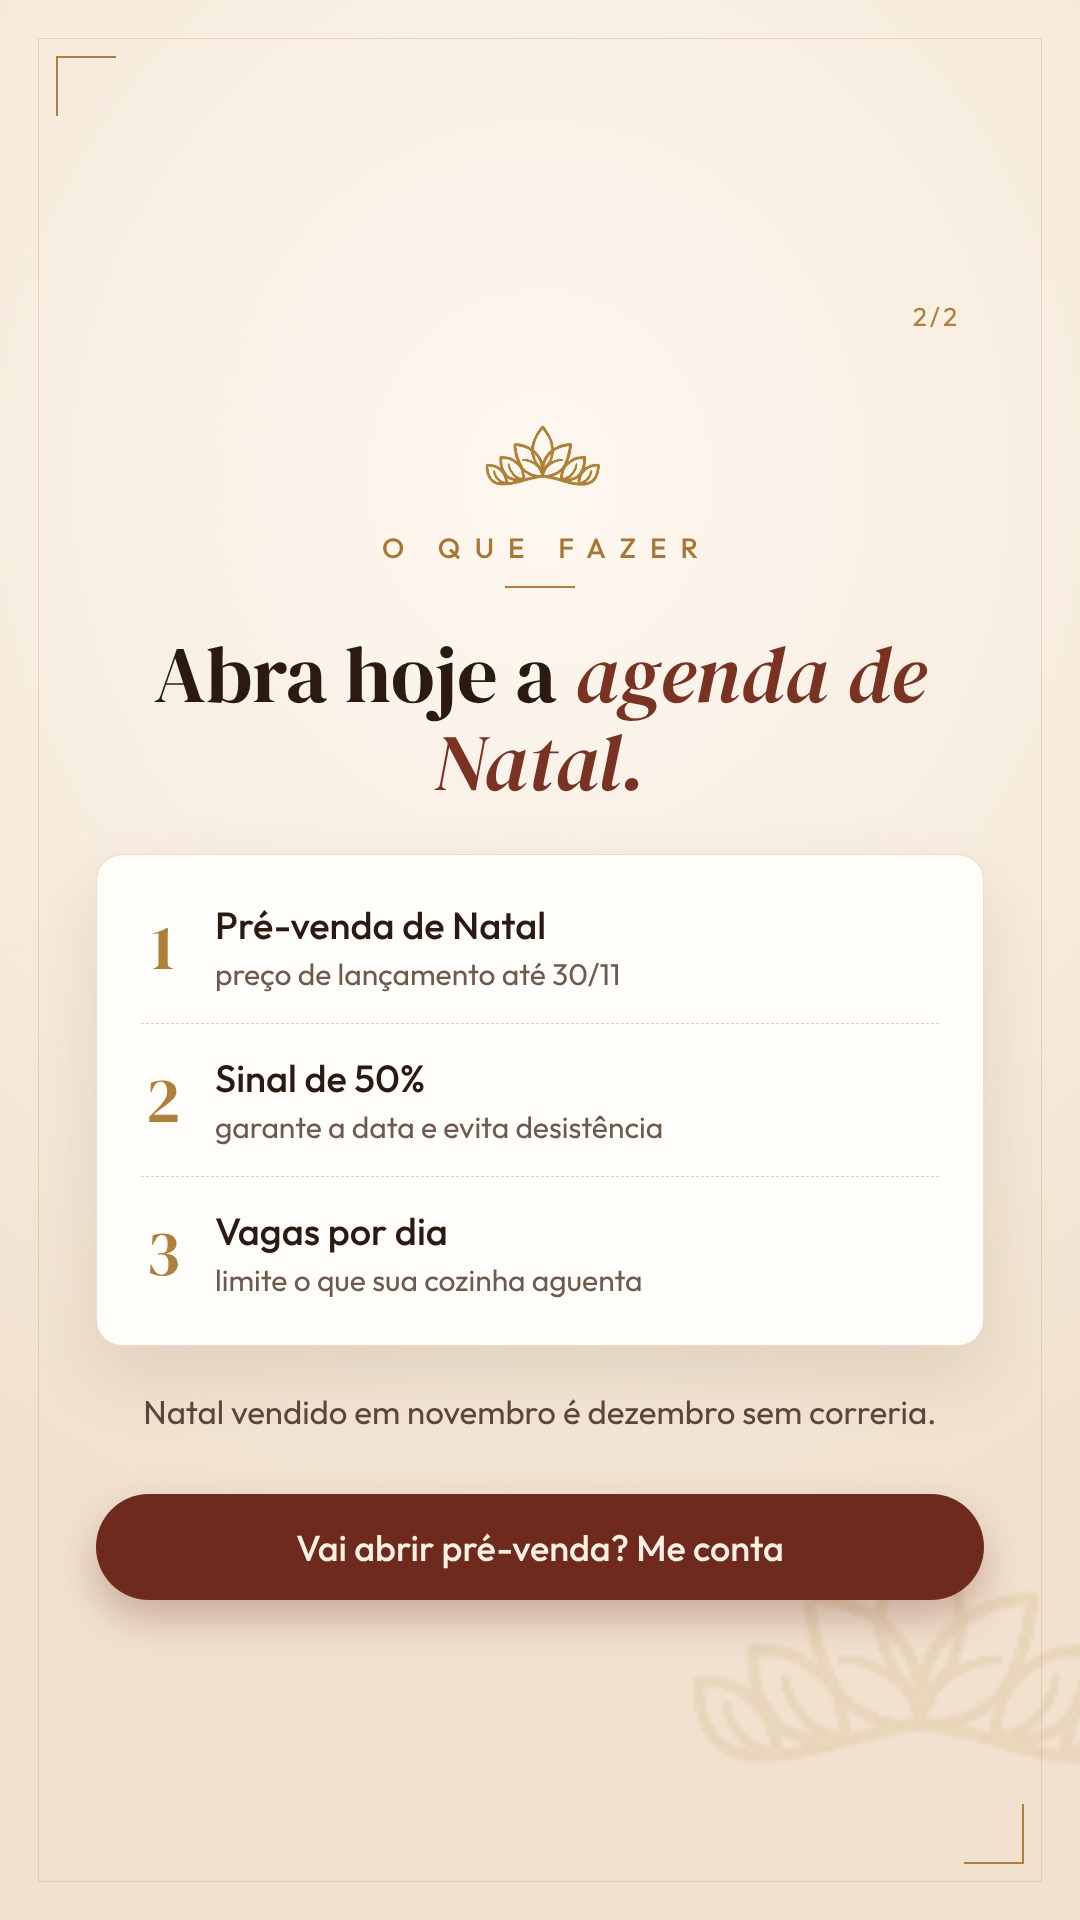 2/2
O QUE FAZER
Abra hoje a agenda de
Natal.
1
Pré-venda de Natal
preço de lançamento até 30/11
2
Sinal de 50%
garante a data e evita desistência
3
Vagas por dia
limite o que sua cozinha aguenta
Natal vendido em novembro é dezembro sem correria.
Vai abrir pré-venda? Me conta